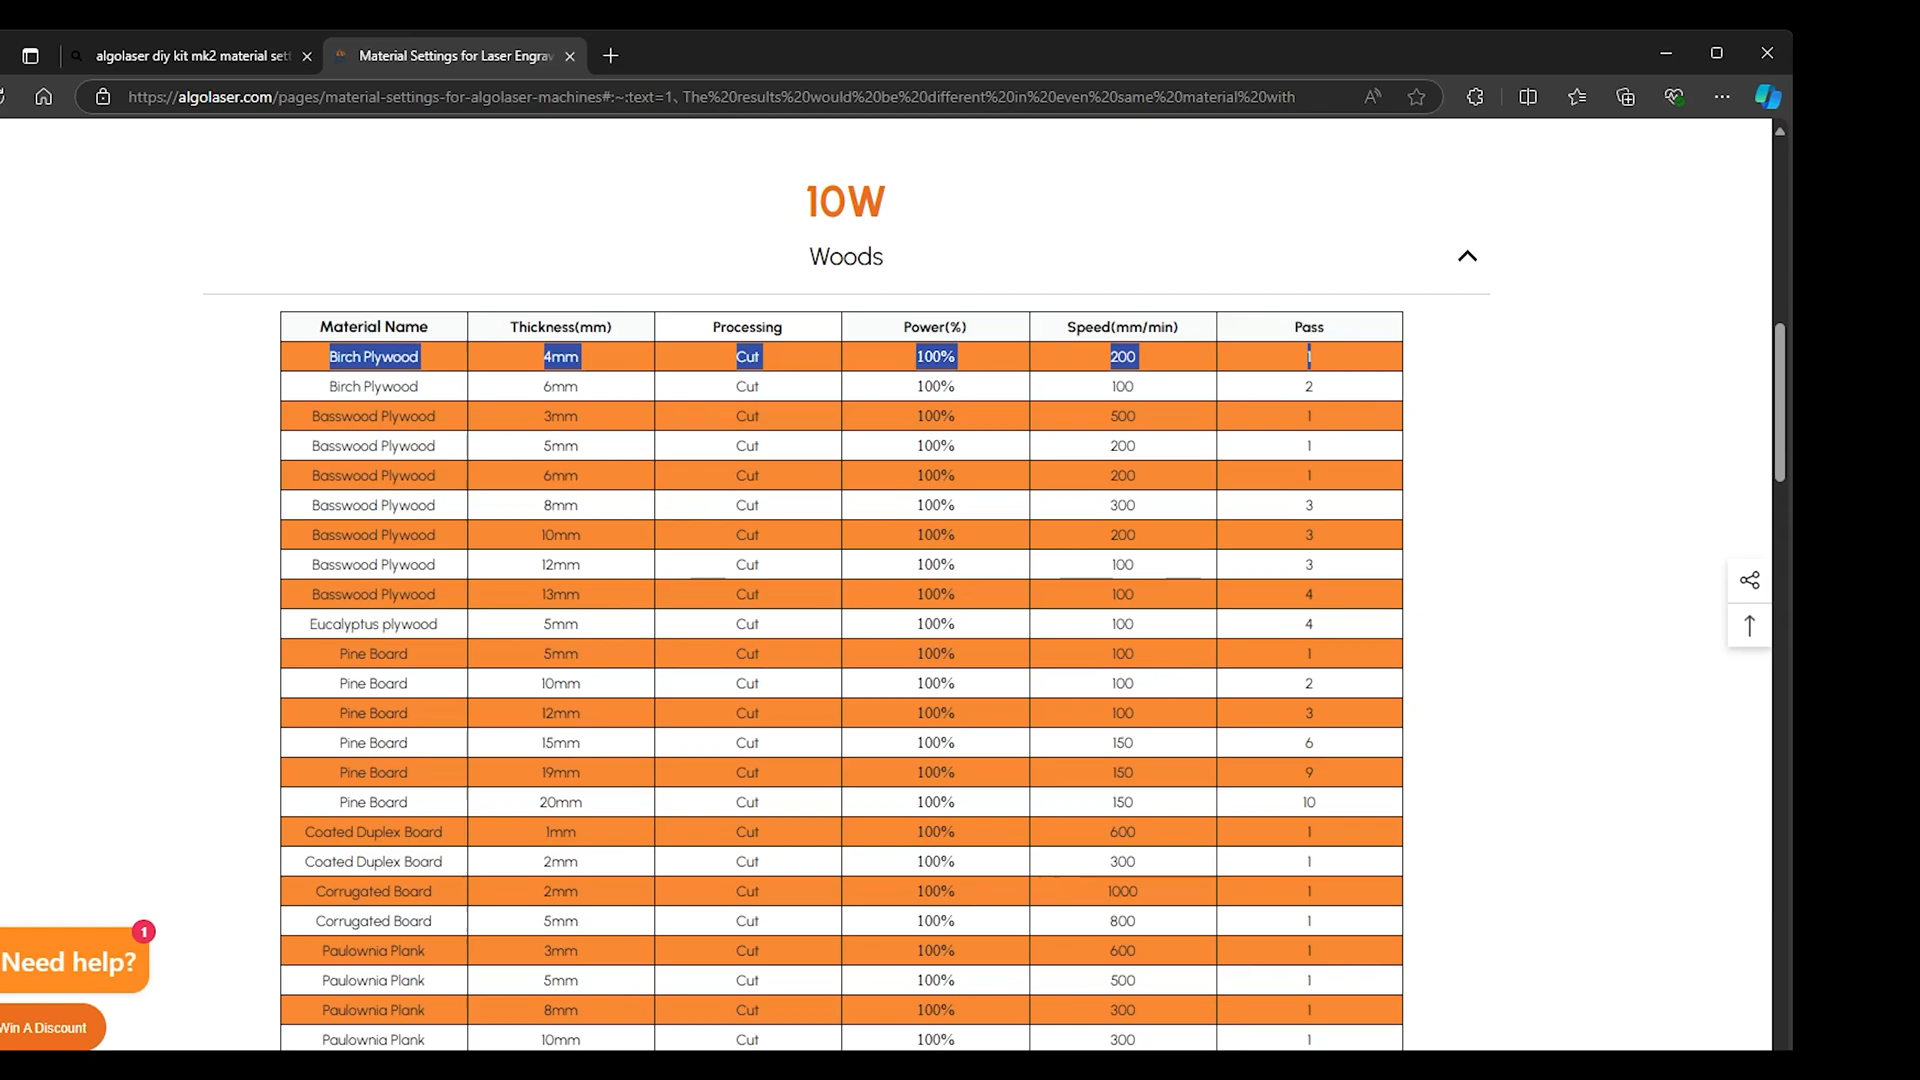 algolaser diy kit mk2 material sett
Material Settings for Laser Engrav
https://algolaser.com/pages/material-settings-for-algolaser-machines#:~:text=1、The%20results%20would%20be%20different%20in%20even%20same%20material%20with
10W
Woods
Material Name Thickness(mm) Processing Power(%) Speed(mm/min) Pass
Birch Plywood 4mm Cut 100% 200 1
Birch Plywood 6mm Cut 100% 100 2
Basswood Plywood 3mm Cut 100% 500 1
Basswood Plywood 5mm Cut 100% 200 1
Basswood Plywood 6mm Cut 100% 200 1
Basswood Plywood 8mm Cut 100% 300 3
Basswood Plywood 10mm Cut 100% 200 3
Basswood Plywood 12mm Cut 100% 100 3
Basswood Plywood 13mm Cut 100% 100 4
Eucalyptus plywood 5mm Cut 100% 100 4
Pine Board 5mm Cut 100% 100 1
Pine Board 10mm Cut 100% 100 2
Pine Board 12mm Cut 100% 100 3
Pine Board 15mm Cut 100% 150 6
Pine Board 19mm Cut 100% 150 9
Pine Board 20mm Cut 100% 150 10
Coated Duplex Board 1mm Cut 100% 600 1
Coated Duplex Board 2mm Cut 100% 300 1
Corrugated Board 2mm Cut 100% 1000 1
Corrugated Board 5mm Cut 100% 800 1
Paulownia Plank 3mm Cut 100% 600 1
Paulownia Plank 5mm Cut 100% 500 1
Paulownia Plank 8mm Cut 100% 300 1
Paulownia Plank 10mm Cut 100% 300 1
1
Need help?
Win A Discount